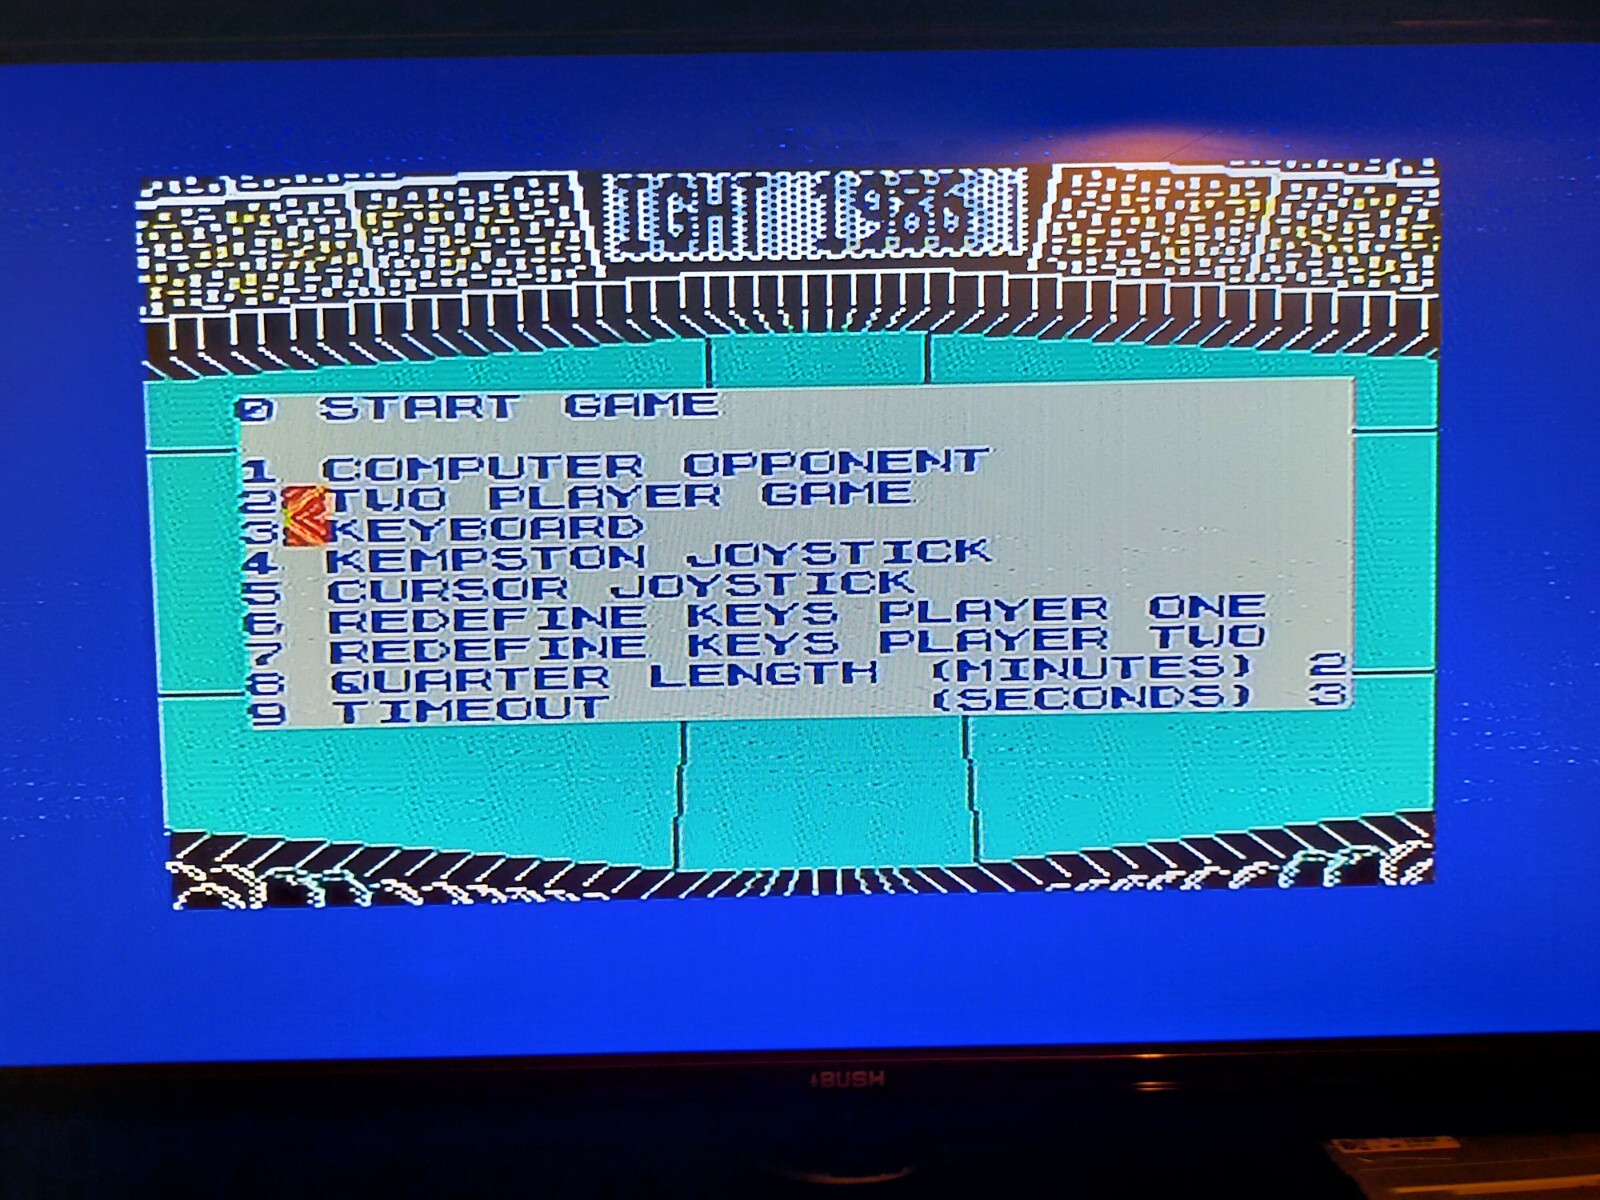 IGHT 1986
0 START GAME
1 COMPUTER OPPONENT
2 TWO PLAYER GAME
3 KEYBOARD
4 KEMPSTON JOYSTICK
5 CURSOR JOYSTICK
6 REDEFINE KEYS PLAYER ONE
7 REDEFINE KEYS PLAYER TWO
8 QUARTER LENGTH (MINUTES) 2
9 TIMEOUT (SECONDS) 3
BUSH